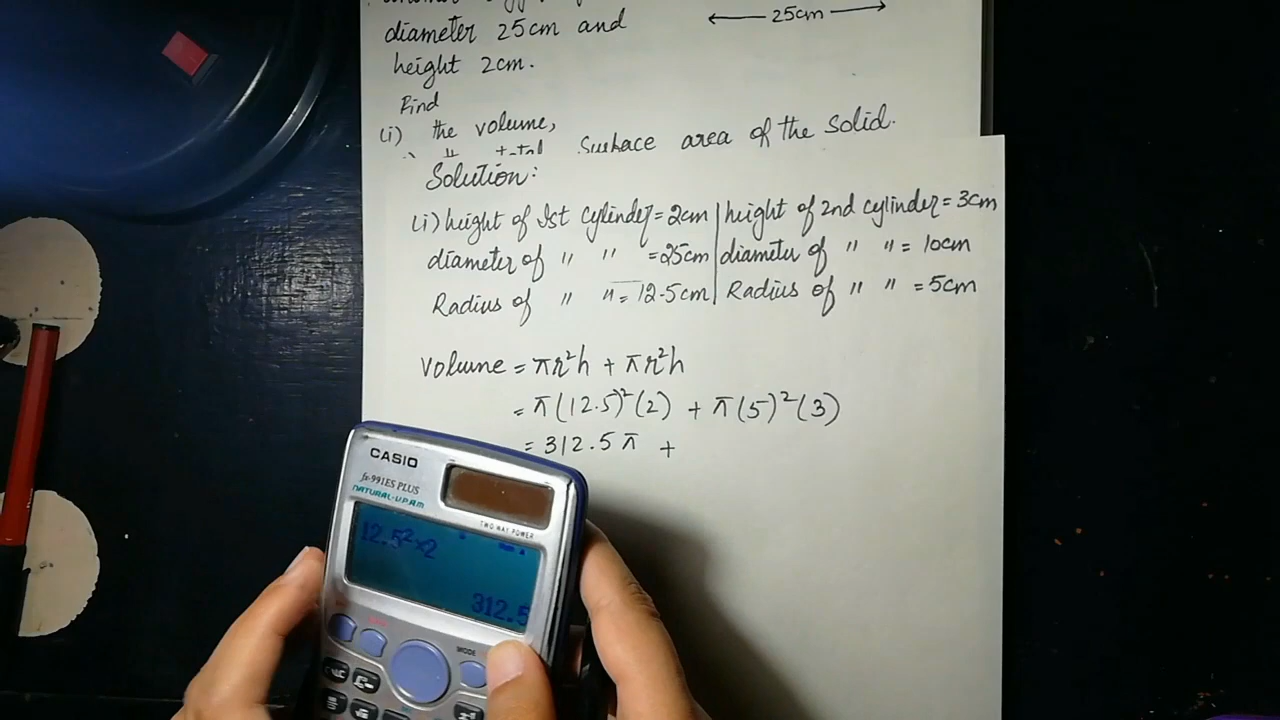 diameter 25cm and
← 25cm →
height 2cm.
Find
(i) the volume,
total surface area of the solid.
Solution:
(i) height of 1st cylinder = 2cm | height of 2nd cylinder = 3cm
diameter of " " = 25cm | diameter of " " = 10cm
Radius of " " = 12.5cm | Radius of " " = 5cm
Volume = πr²h + πr²h
= π(12.5)²(2) + π(5)²(3)
= 312.5π +
CASIO
fx-991ES PLUS
NATURAL-V.P.A.M.
TWO WAY POWER
12.5²×2
312.5
MODE